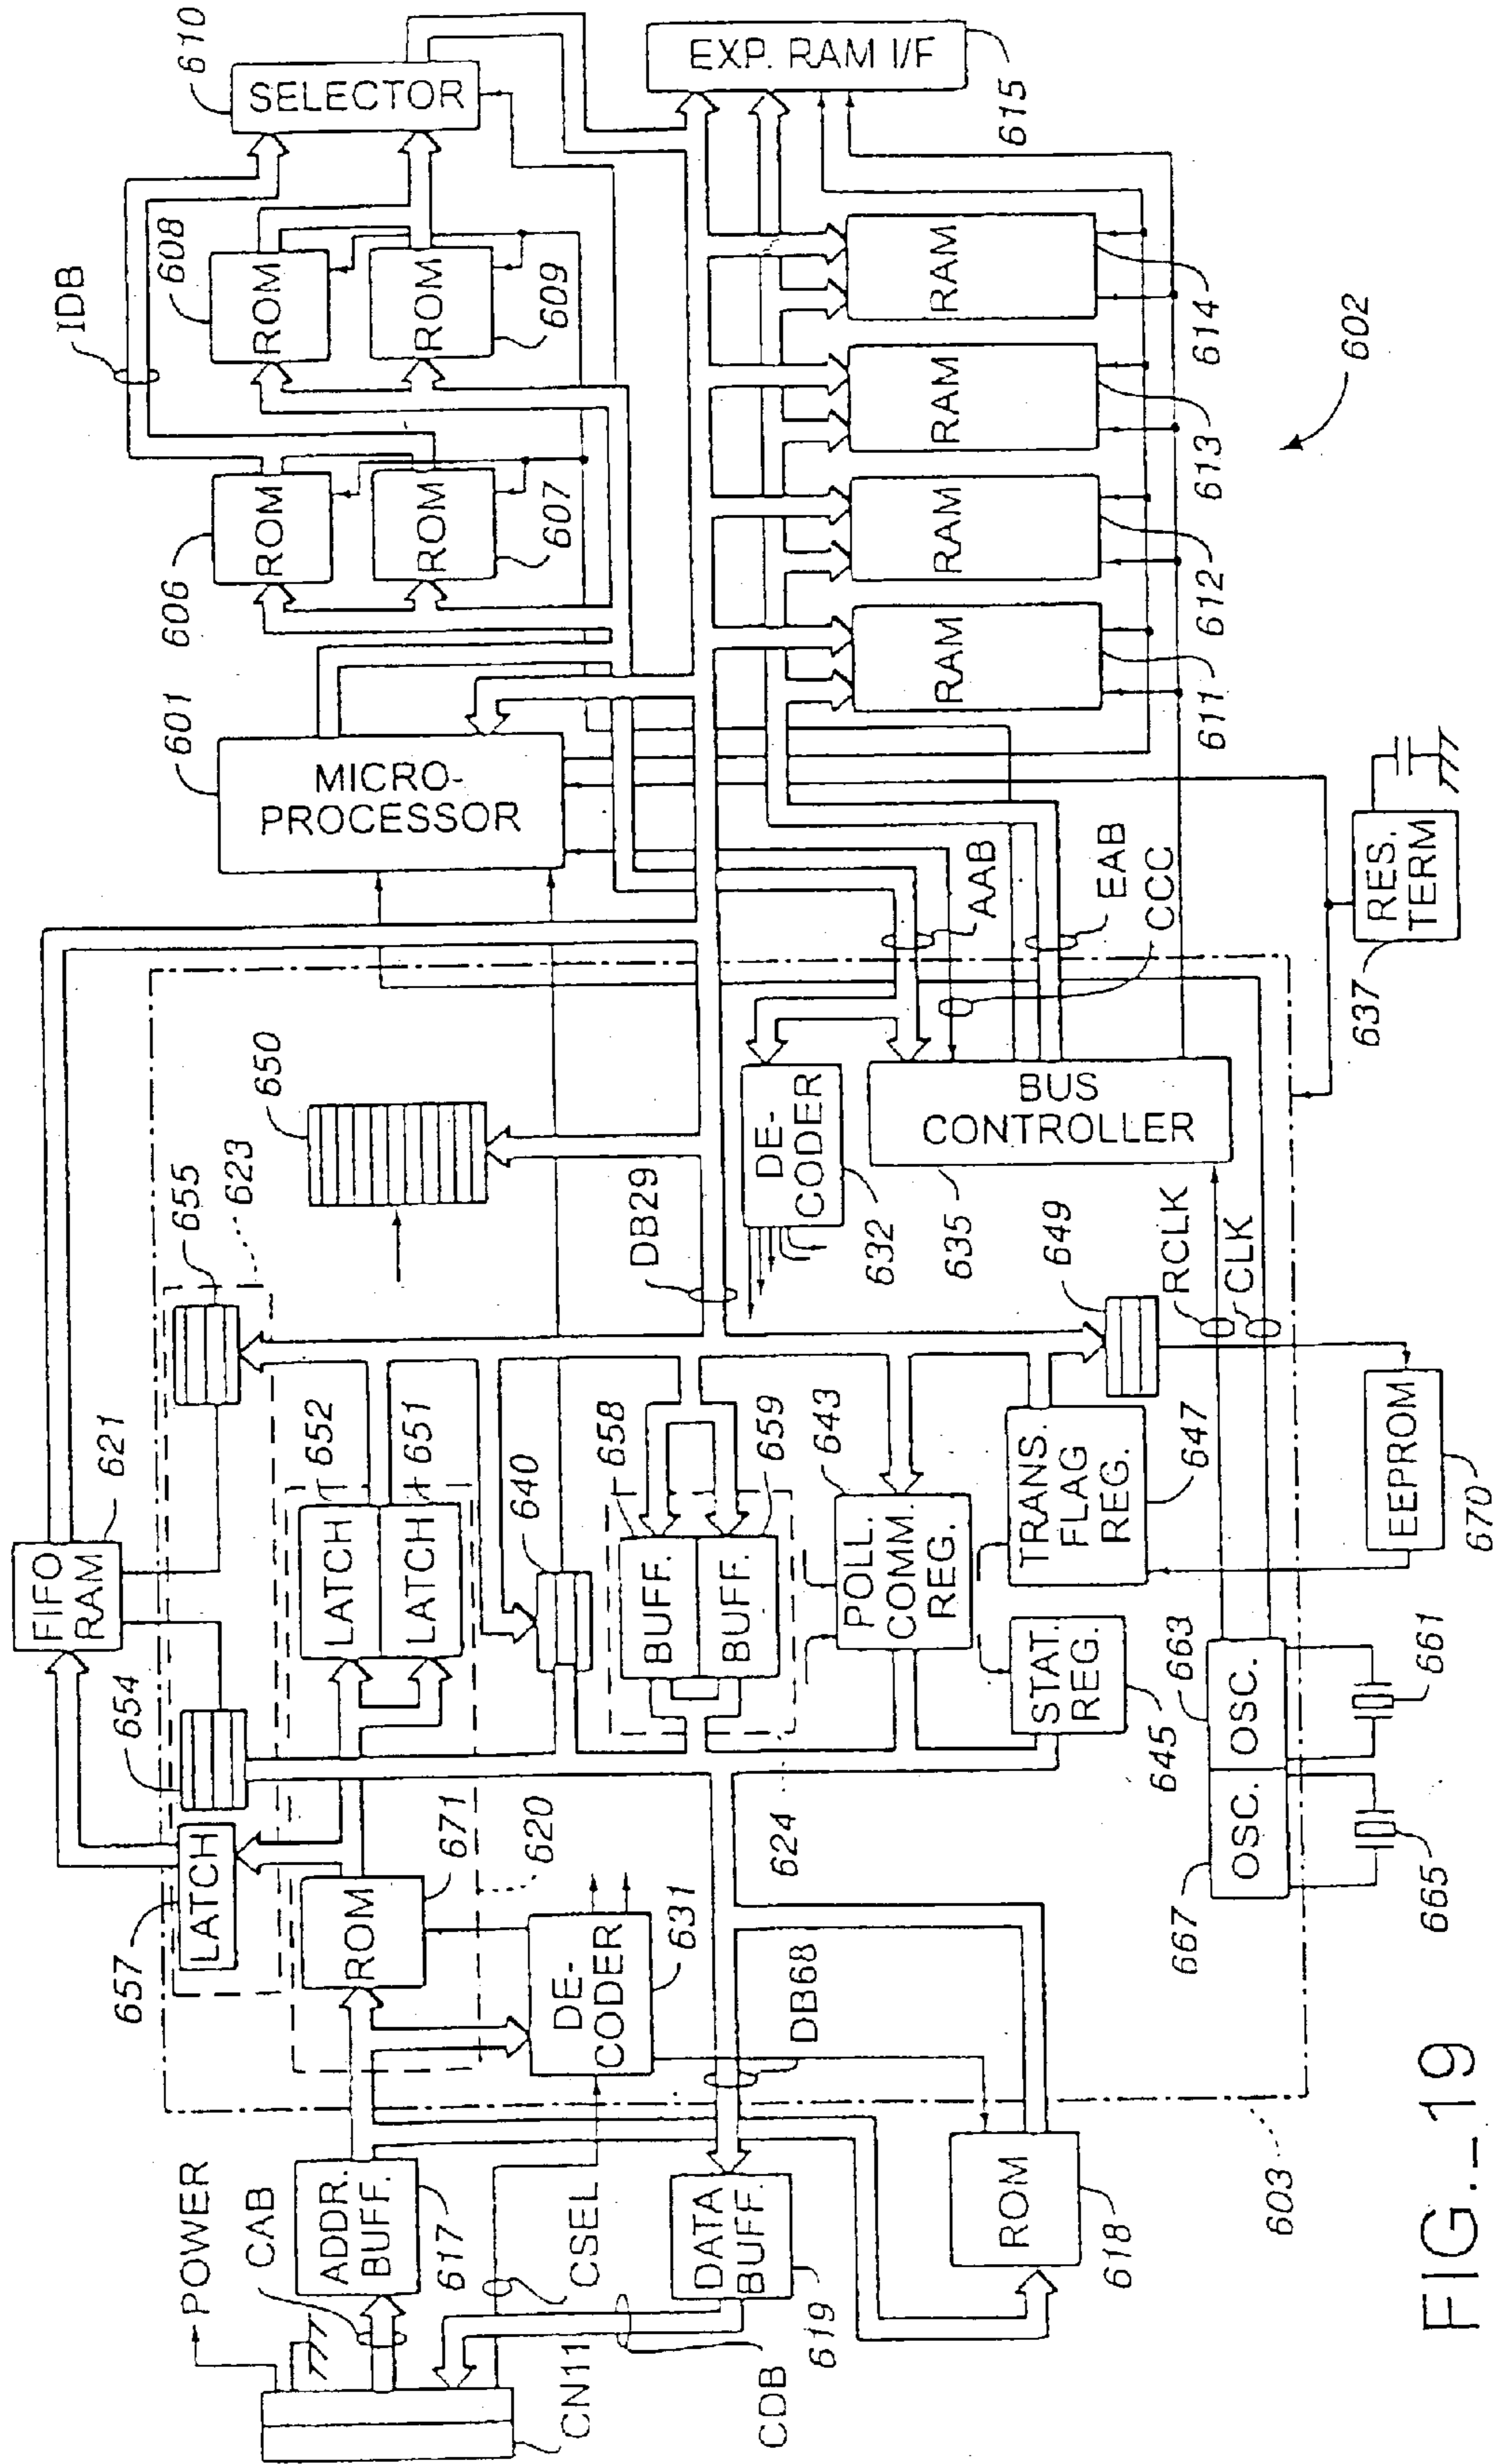 POWER
CAB
CN11
ADDR.
BUFF.
617
CSEL
CDB
DATA
BUFF.
619
ROM
618
603
657
LATCH
654
ROM
671
620
DE-
CODER
631
DB68
624
FIFO
RAM
621
655
623
LATCH
652
LATCH
651
640
BUFF.
658
BUFF.
659
POLL.
COMM.
REG.
643
TRANS.
FLAG
REG.
647
STAT.
REG.
645
649
EEPROM
670
667
OSC.
OSC.
663
665
661
RCLK
CLK
650
DB29
DE-
CODER
632
BUS
CONTROLLER
635
AAB
EAB
CCC
RES.
TERM
637
MICRO-
PROCESSOR
601
ROM
606
ROM
607
IDB
ROM
608
ROM
609
SELECTOR
610
EXP. RAM I/F
615
RAM
611
RAM
612
RAM
613
RAM
614
602
FIG._19